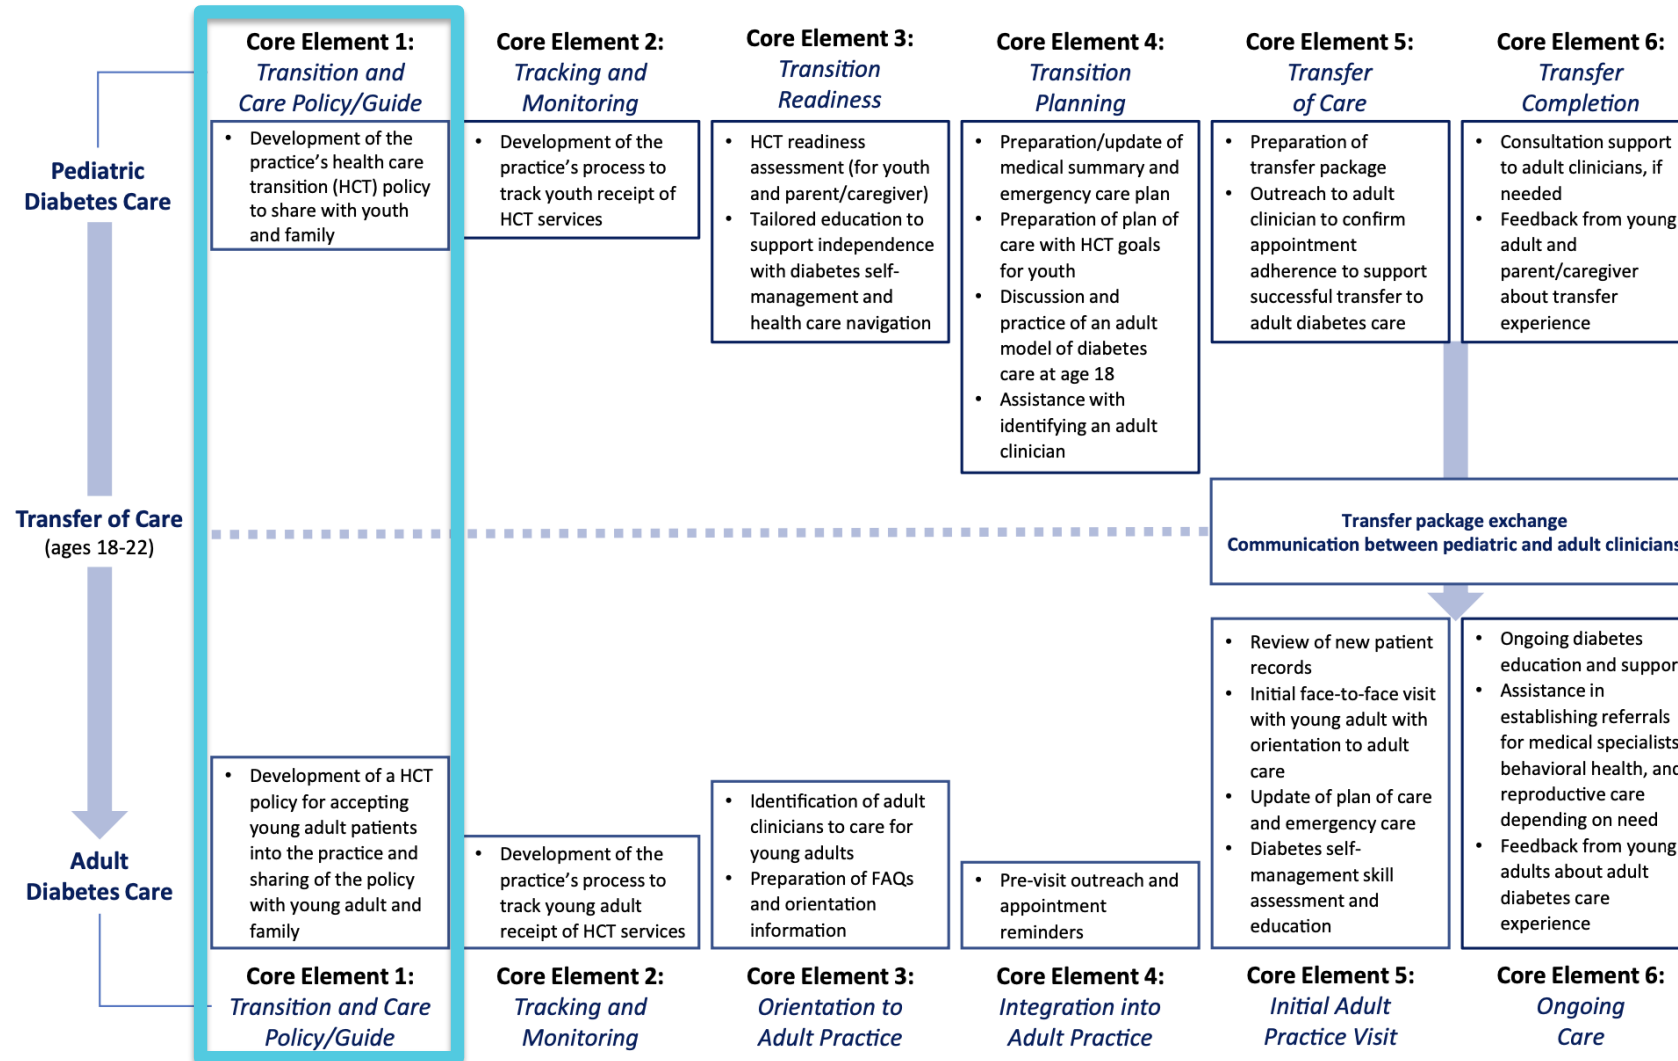 Core Element 1:
Transition and
Care Policy/Guide
Core Element 2:
Tracking and
Monitoring
Core Element 3:
Transition
Readiness
Core Element 4:
Transition
Planning
Core Element 5:
Transfer
of Care
Core Element 6:
Transfer
Completion
Pediatric
Diabetes Care
• Development of the
practice's health care
transition (HCT) policy
to share with youth
and family
• Development of the
practice's process to
track youth receipt of
HCT services
• HCT readiness
assessment (for youth
and parent/caregiver)
• Tailored education to
support independence
with diabetes self-
management and
health care navigation
• Preparation/update of
medical summary and
emergency care plan
• Preparation of plan of
care with HCT goals
for youth
• Discussion and
practice of an adult
model of diabetes
care at age 18
• Assistance with
identifying an adult
clinician
• Preparation of
transfer package
• Outreach to adult
clinician to confirm
appointment
adherence to support
successful transfer to
adult diabetes care
• Consultation support
to adult clinicians, if
needed
• Feedback from young
adult and
parent/caregiver
about transfer
experience
Transfer of Care
(ages 18-22)
Transfer package exchange
Communication between pediatric and adult clinicians
Adult
Diabetes Care
• Development of a HCT
policy for accepting
young adult patients
into the practice and
sharing of the policy
with young adult and
family
• Development of the
practice's process to
track young adult
receipt of HCT services
• Identification of adult
clinicians to care for
young adults
• Preparation of FAQs
and orientation
information
• Pre-visit outreach and
appointment
reminders
• Review of new patient
records
• Initial face-to-face visit
with young adult with
orientation to adult
care
• Update of plan of care
and emergency care
• Diabetes self-
management skill
assessment and
education
• Ongoing diabetes
education and support
• Assistance in
establishing referrals
for medical specialists
behavioral health, and
reproductive care
depending on need
• Feedback from young
adults about adult
diabetes care
experience
Core Element 1:
Transition and Care
Policy/Guide
Core Element 2:
Tracking and
Monitoring
Core Element 3:
Orientation to
Adult Practice
Core Element 4:
Integration into
Adult Practice
Core Element 5:
Initial Adult
Practice Visit
Core Element 6:
Ongoing
Care